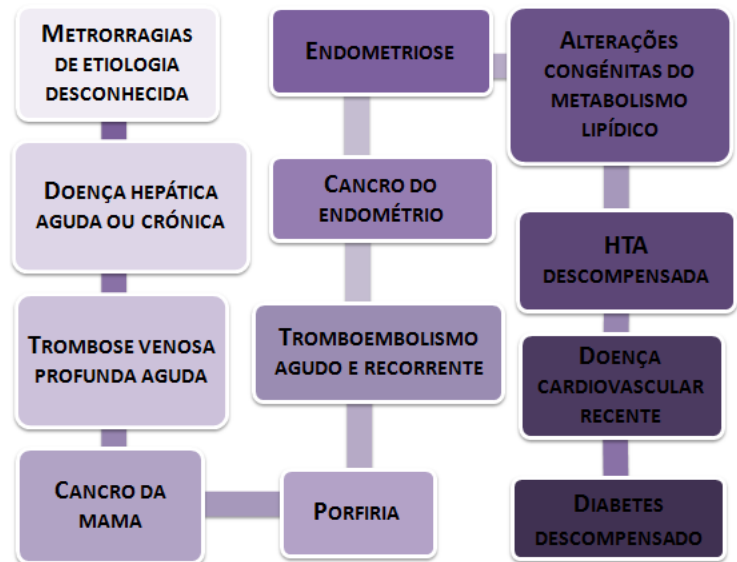 METRORRAGIAS
DE ETIOLOGIA
DESCONHECIDA
DOENÇA HEPÁTICA
AGUDA OU CRÓNICA
TROMBOSE VENOSA
PROFUNDA AGUDA
CANCRO DA
MAMA
PORFIRIA
TROMBOEMBOLISMO
AGUDO E RECORRENTE
CANCRO DO
ENDOMÉTRIO
ENDOMETRIOSE
ALTERAÇÕES
CONGÉNITAS DO
METABOLISMO
LIPÍDICO
HTA
DESCOMPENSADA
DOENÇA
CARDIOVASCULAR
RECENTE
DIABETES
DESCOMPENSADO